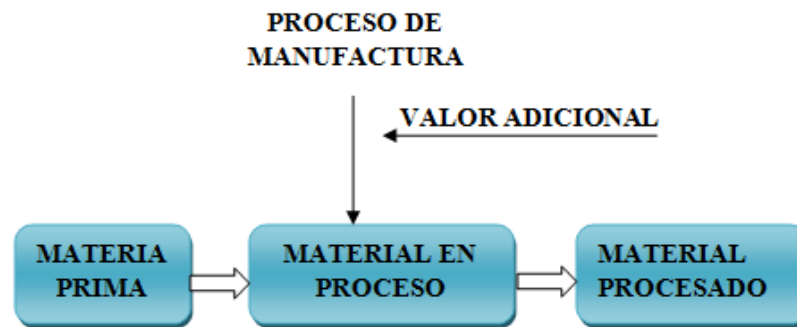 PROCESO DE
MANUFACTURA
VALOR ADICIONAL
MATERIA
PRIMA
MATERIAL EN
PROCESO
MATERIAL
PROCESADO